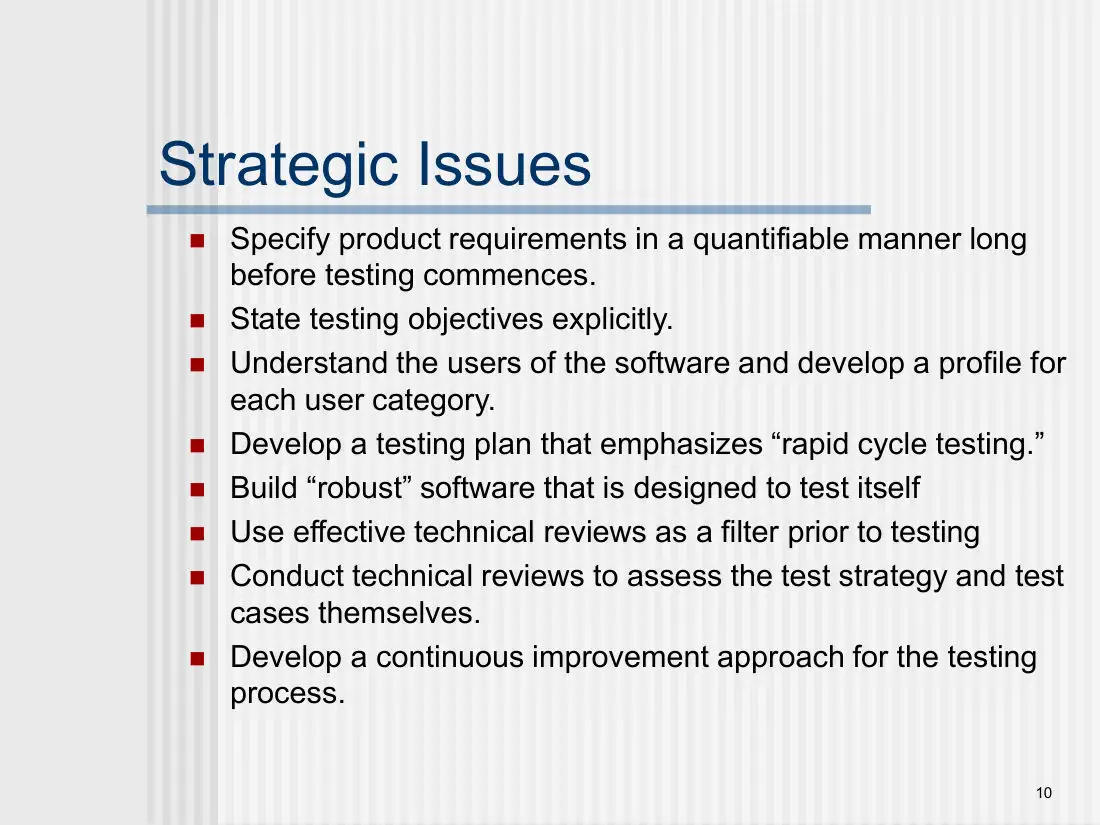 Strategic Issues
Specify product requirements in a quantifiable manner long
before testing commences.
State testing objectives explicitly.
Understand the users of the software and develop a profile for
each user category.
Develop a testing plan that emphasizes “rapid cycle testing.”
Build “robust” software that is designed to test itself
Use effective technical reviews as a filter prior to testing
Conduct technical reviews to assess the test strategy and test
cases themselves.
Develop a continuous improvement approach for the testing
process.
10